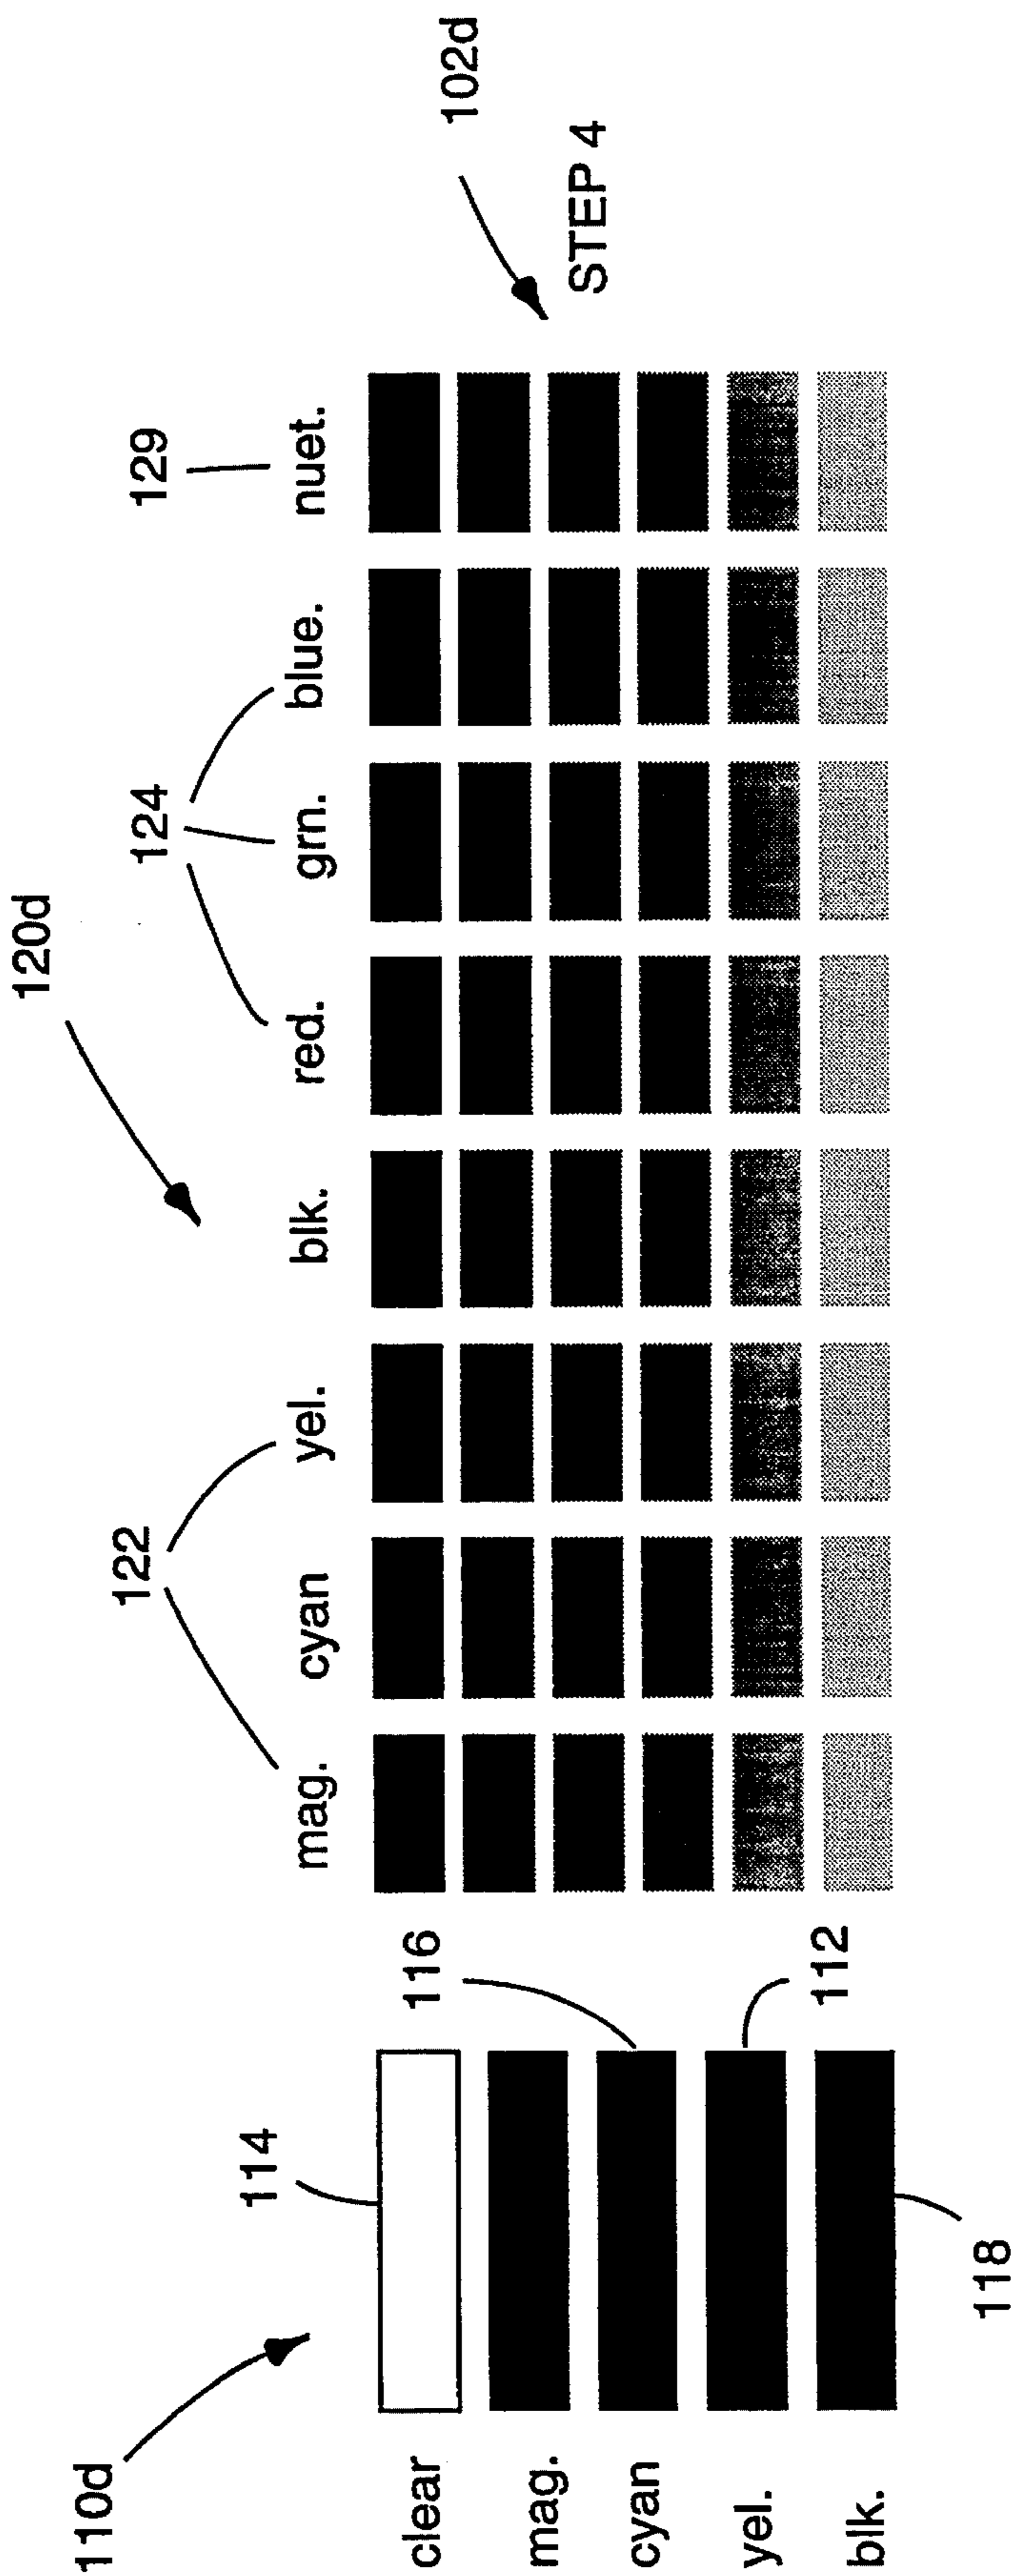 120d
110d
114
122
124
129
102d
STEP 4
mag. cyan yel. blk. red. grn. blue. nuet.
116
clear
mag.
cyan
yel.
blk.
112
118